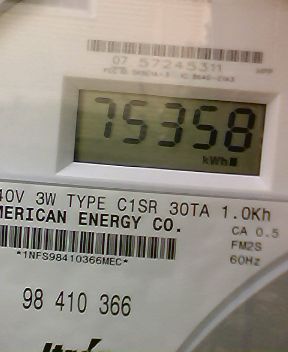 07 57245311
75358
kWh
40V 3W TYPE C1SR 30TA 1.0Kh
MERICAN ENERGY CO.
CA 0.5
FM2S
*1NFS98410366MEC*
60Hz
98 410 366